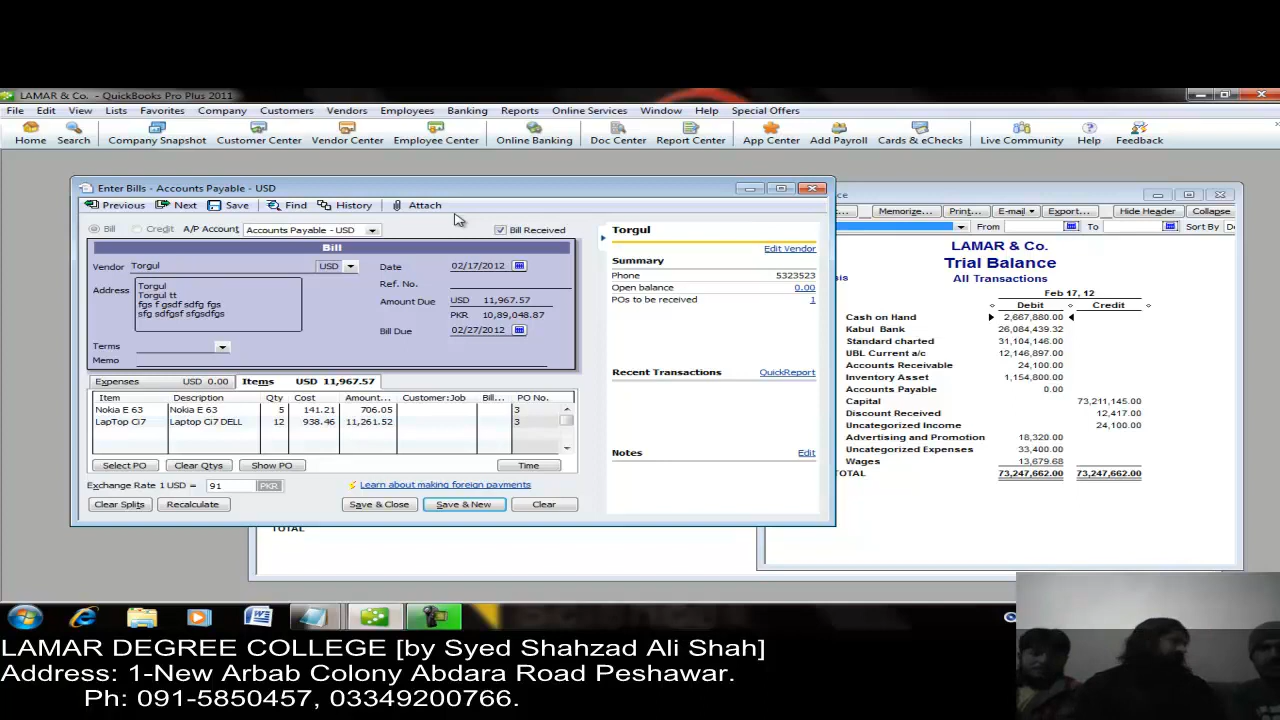 LAMAR & Co. - QuickBooks Pro Plus 2011
File Edit View Lists Favorites Company Customers Vendors Employees Banking Reports Online Services Window Help Special Offers
Home Search Company Snapshot Customer Center Vendor Center Employee Center Online Banking Doc Center Report Center App Center Add Payroll Cards & eChecks Live Community Help Feedback
Enter Bills - Accounts Payable - USD
Previous Next Save Find History Attach
Bill Credit A/P Account Accounts Payable - USD Bill Received
Bill
Vendor Torgul USD Date 02/17/2012
Address Torgul
Torgul tt
fgs f gsdf sdfg fgs
sfg sdfgsf sfgsdfgs
Ref. No.
Amount Due USD 11,967.57
PKR 10,89,048.87
Bill Due 02/27/2012
Terms
Memo
Expenses USD 0.00 Items USD 11,967.57
Item Description Qty Cost Amount... Customer:Job Bill... PO No.
Nokia E 63 Nokia E 63 5 141.21 706.05 3
LapTop Ci7 Laptop Ci7 DELL 12 938.46 11,261.52 3
Select PO Clear Qtys Show PO Time
Exchange Rate 1 USD = 91 PKR Learn about making foreign payments
Clear Splits Recalculate Save & Close Save & New Clear
Torgul
Edit Vendor
Summary
Phone 5323523
Open balance 0.00
POs to be received 1
Recent Transactions QuickReport
Notes Edit
TOTAL
Memorize... Print... E-mail Export... Hide Header Collapse
From To Sort By
LAMAR & Co.
Trial Balance
All Transactions
Feb 17, 12
Debit Credit
Cash on Hand 2,667,880.00
Kabul Bank 26,084,439.32
Standard charted 31,104,146.00
UBL Current a/c 12,146,897.00
Accounts Receivable 24,100.00
Inventory Asset 1,154,800.00
Accounts Payable 0.00
Capital 73,211,145.00
Discount Received 12,417.00
Uncategorized Income 24,100.00
Advertising and Promotion 18,320.00
Uncategorized Expenses 33,400.00
Wages 13,679.68
TOTAL 73,247,662.00 73,247,662.00
LAMAR DEGREE COLLEGE [by Syed Shahzad Ali Shah]
Address: 1-New Arbab Colony Abdara Road Peshawar.
Ph: 091-5850457, 03349200766.